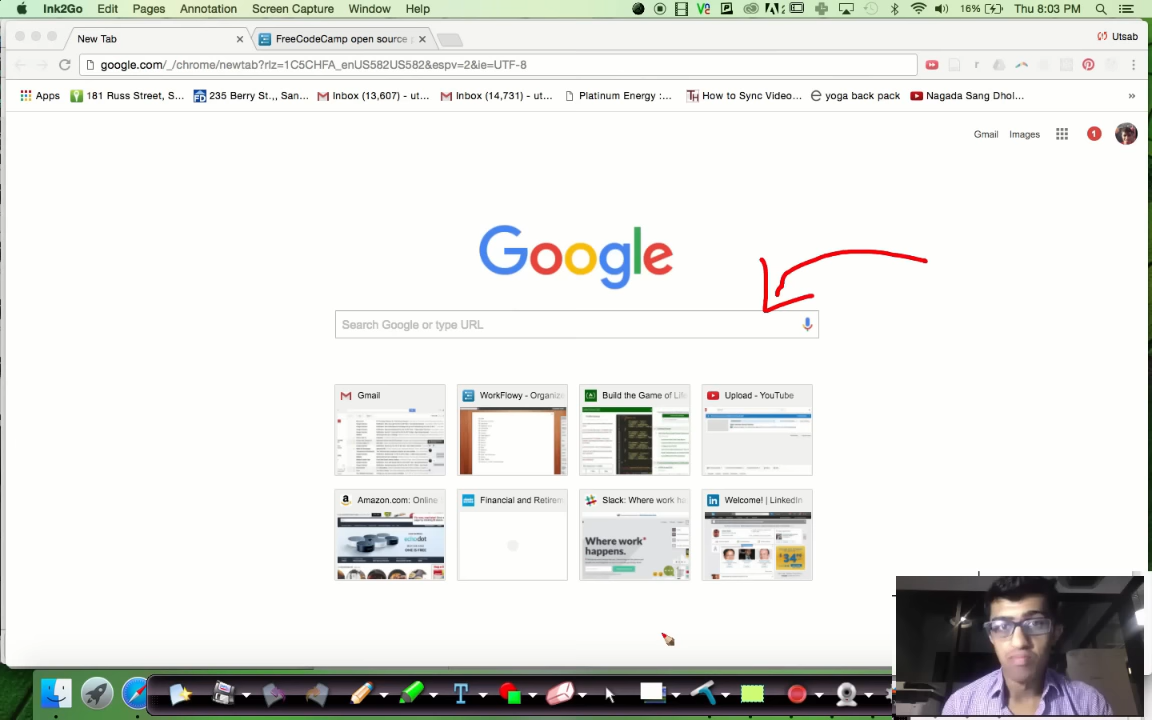 Ink2Go Edit Pages Annotation Screen Capture Window Help 16% Thu 8:03 PM
New Tab FreeCodeCamp open source Utsab
google.com/_/chrome/newtab?rlz=1C5CHFA_enUS582US582&espv=2&ie=UTF-8
Apps 181 Russ Street, S... 235 Berry St.,, San... Inbox (13,607) - ut... Inbox (14,731) - ut... Platinum Energy :... How to Sync Video... yoga back pack Nagada Sang Dhol... »
Gmail Images 1
Google
Search Google or type URL
Gmail WorkFlowy - Organize Build the Game of Life Upload - YouTube
Amazon.com: Online Financial and Retirem Slack: Where work ha Welcome! | LinkedIn
Where work
happens.
T